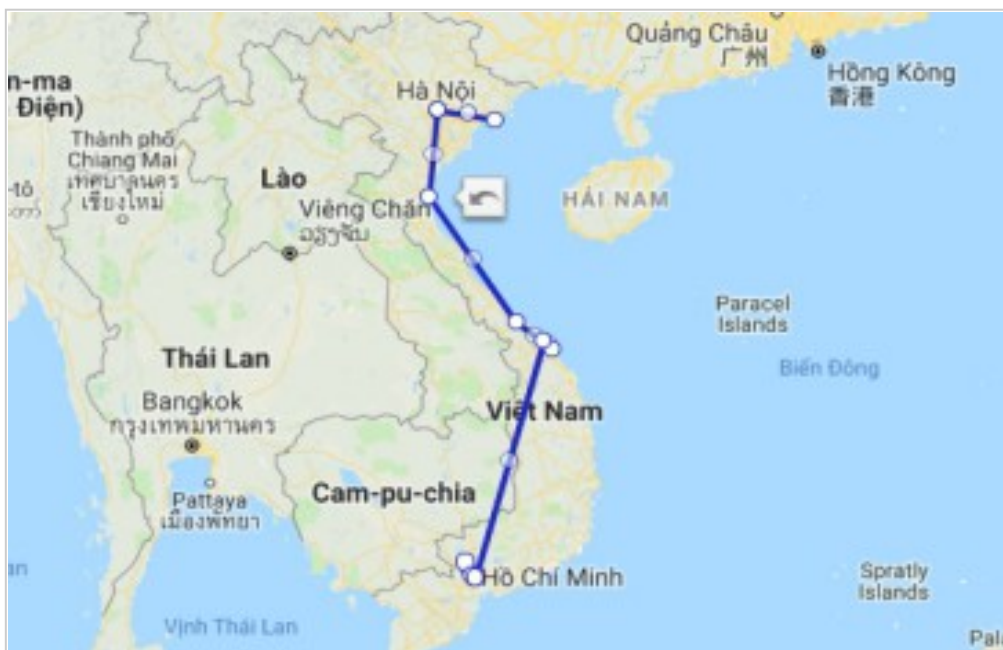 Quảng Châu
广州
Hồng Kông
香港
n-ma
Điện)
Hà Nội
Thành phố
Chiang Mai
เทศบาลนคร
เชียงใหม่
-tô
Lào
HẢI NAM
Viêng Chăn
ວຽງຈັນ
Paracel
Islands
Thái Lan
Biển Đông
Bangkok
กรุงเทพมหานคร
Việt Nam
Cam-pu-chia
Pattaya
เมืองพัทยา
Hồ Chí Minh
an
Spratly
Islands
Vịnh Thái Lan
Pala